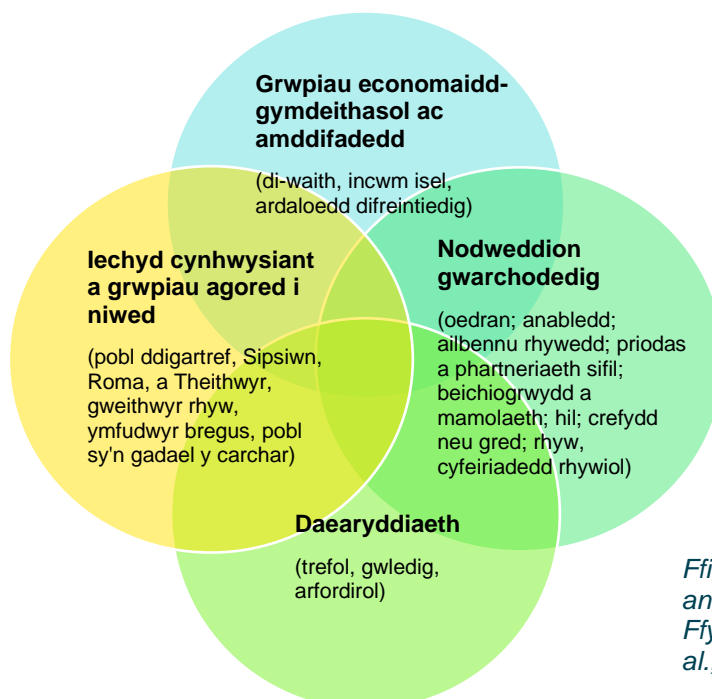 Grwpiau economaidd-
gymdeithasol ac
amddifadedd
(di-waith, incwm isel,
ardaloedd difreintiedig)
Iechyd cynhwysiant
a grwpiau agored i
niwed
(pobl ddigartref, Sipsiwn,
Roma, a Theithwyr,
gweithwyr rhyw,
ymfudwyr bregus, pobl
sy'n gadael y carchar)
Nodweddion
gwarchodedig
(oedran; anabledd;
ailbennu rhywedd; priodas
a phartneriaeth sifil;
beichiogrwydd a
mamolaeth; hil; crefydd
neu gred; rhyw,
cyfeiriadedd rhywiol)
Daearyddiaeth
(trefol, gwledig,
arfordirol)
al.,